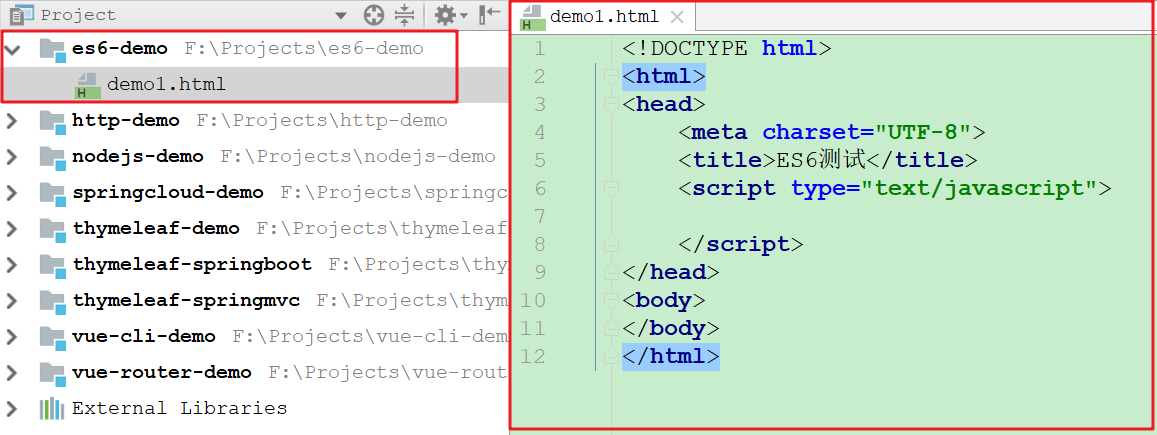 Project
es6-demo F:\Projects\es6-demo
demo1.html
http-demo F:\Projects\http-demo
nodejs-demo F:\Projects\nodejs-demo
springcloud-demo F:\Projects\springc
thymeleaf-demo F:\Projects\thymeleaf
thymeleaf-springboot F:\Projects\thy
thymeleaf-springmvc F:\Projects\thym
vue-cli-demo F:\Projects\vue-cli-dem
vue-router-demo F:\Projects\vue-rout
External Libraries
demo1.html
1 <!DOCTYPE html>
2 <html>
3 <head>
4 <meta charset="UTF-8">
5 <title>ES6测试</title>
6 <script type="text/javascript">
7
8 </script>
9 </head>
10 <body>
11 </body>
12 </html>